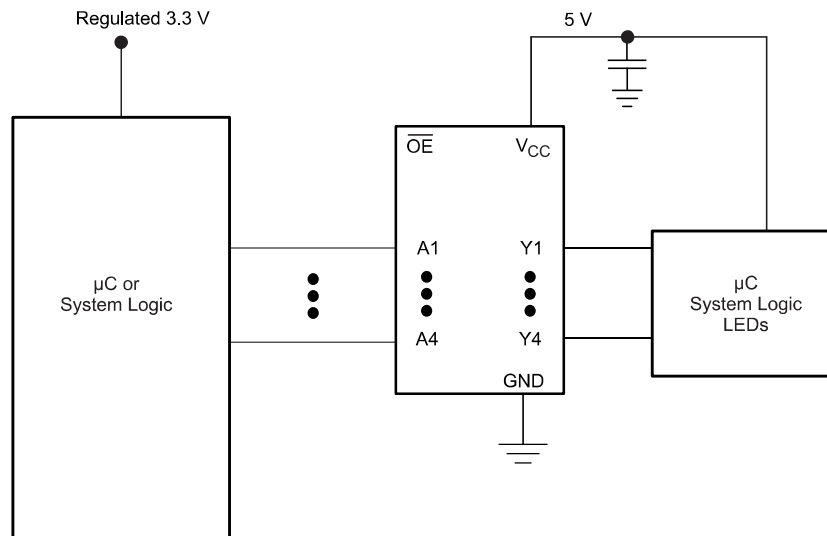 Regulated 3.3 V
5 V
OE
VCC
A1
Y1
µC or
System Logic
µC
System Logic
LEDs
A4
Y4
GND